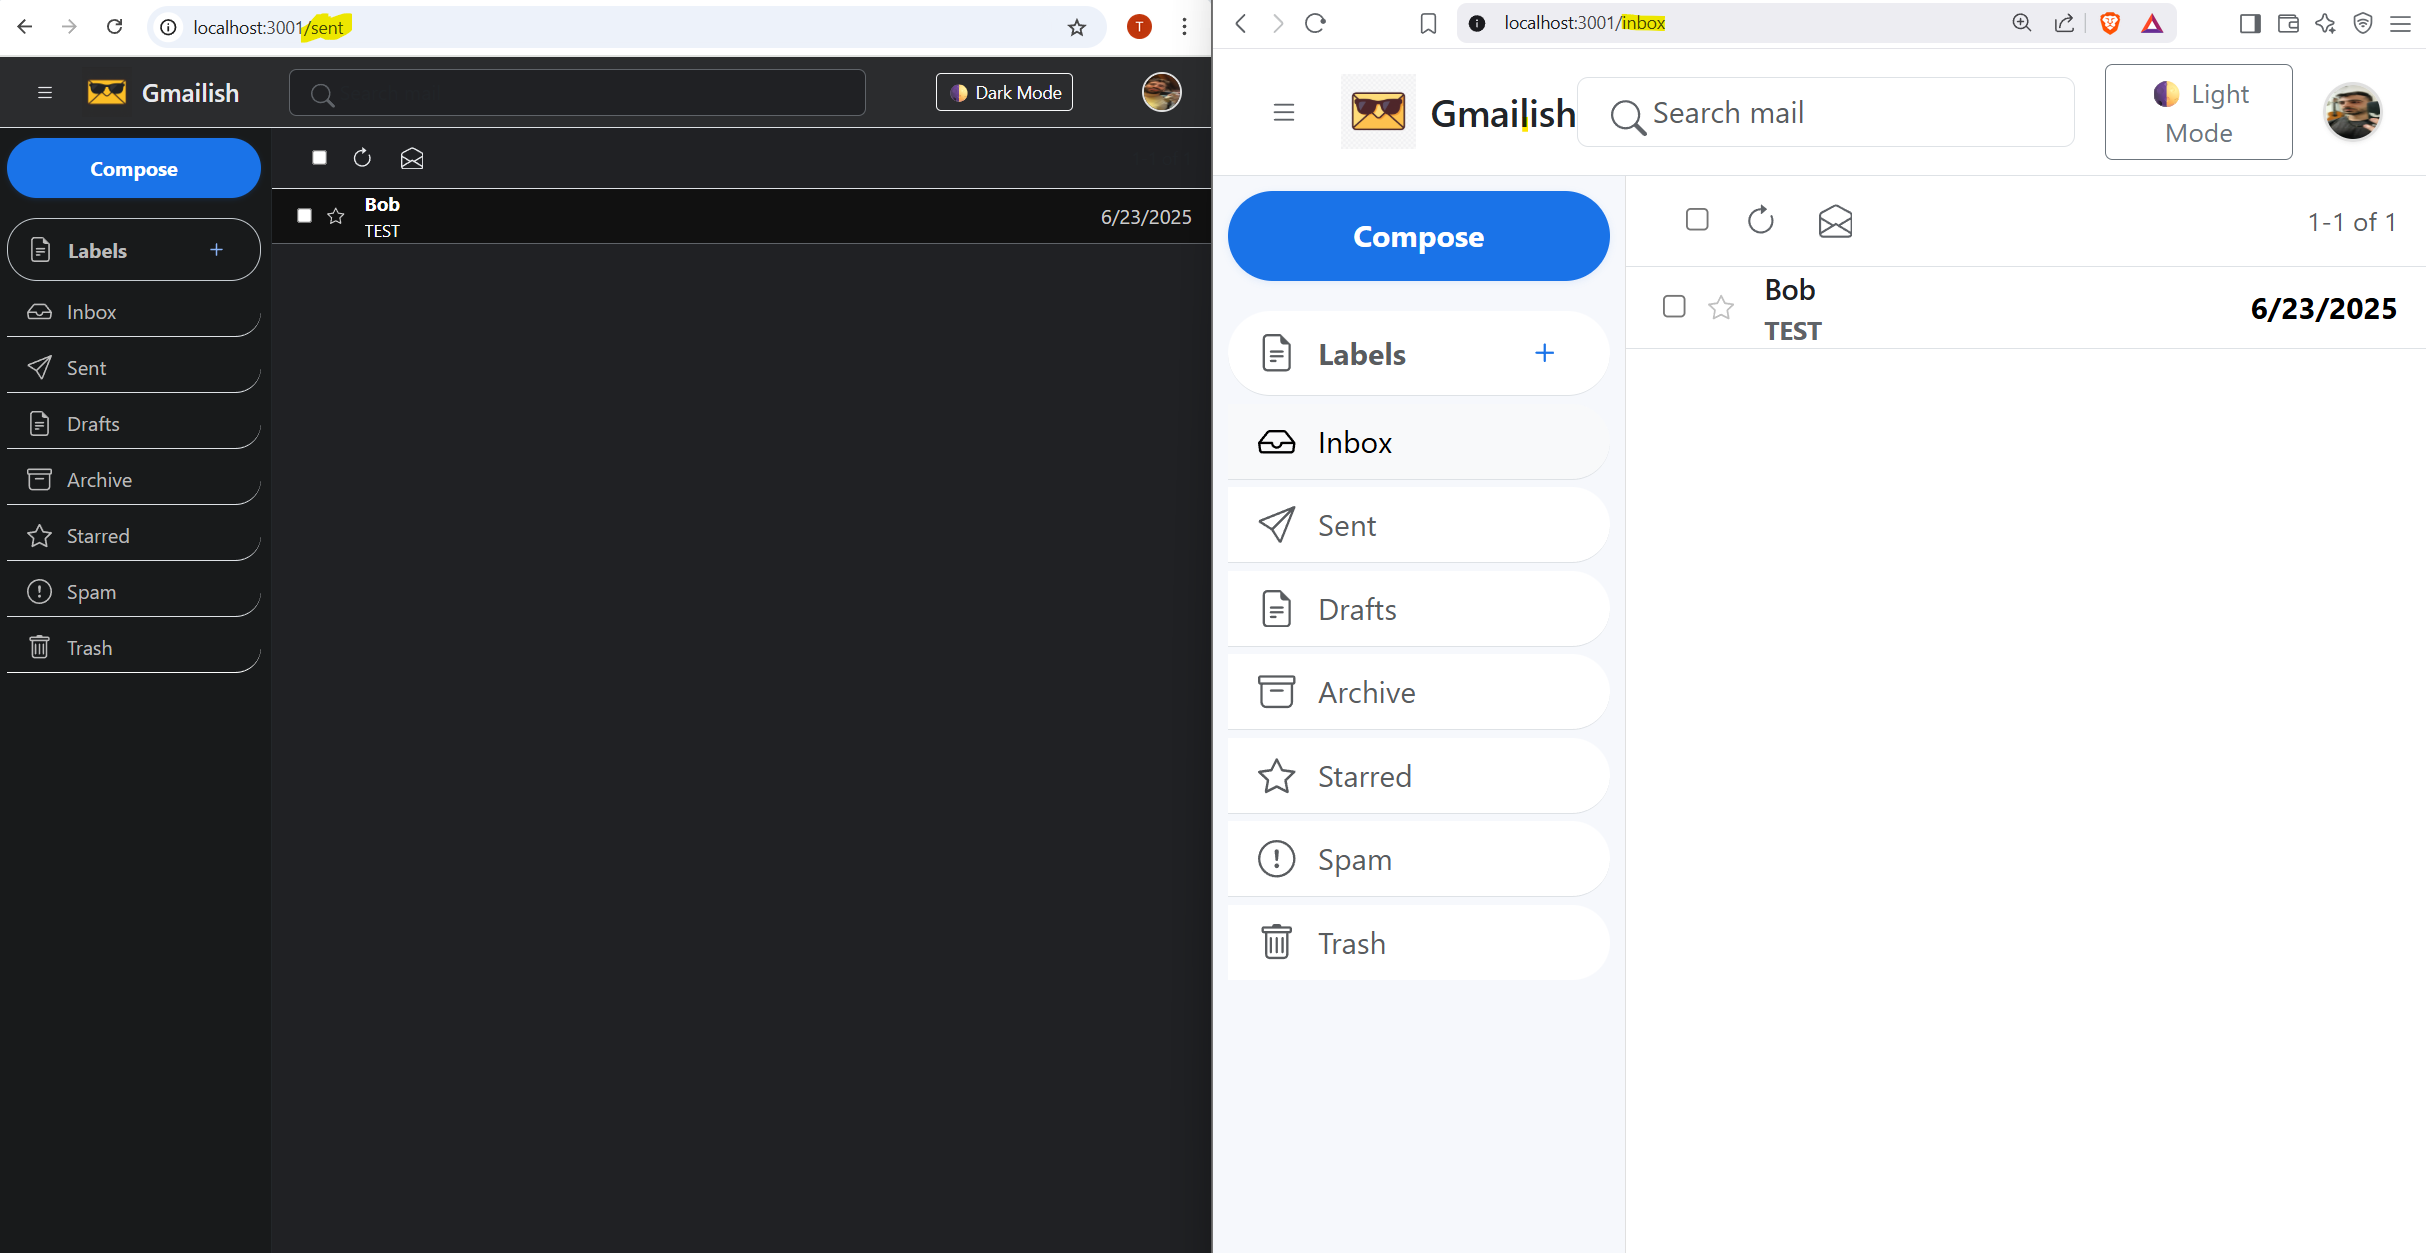 localhost:3001/sent
T
Gmailish
Dark Mode
Compose
Labels +
Inbox
Sent
Drafts
Archive
Starred
Spam
Trash
Bob
TEST
6/23/2025
localhost:3001/inbox
Gmailish
Search mail
Light
Mode
Compose
Labels +
Inbox
Sent
Drafts
Archive
Starred
Spam
Trash
1-1 of 1
Bob
TEST
6/23/2025